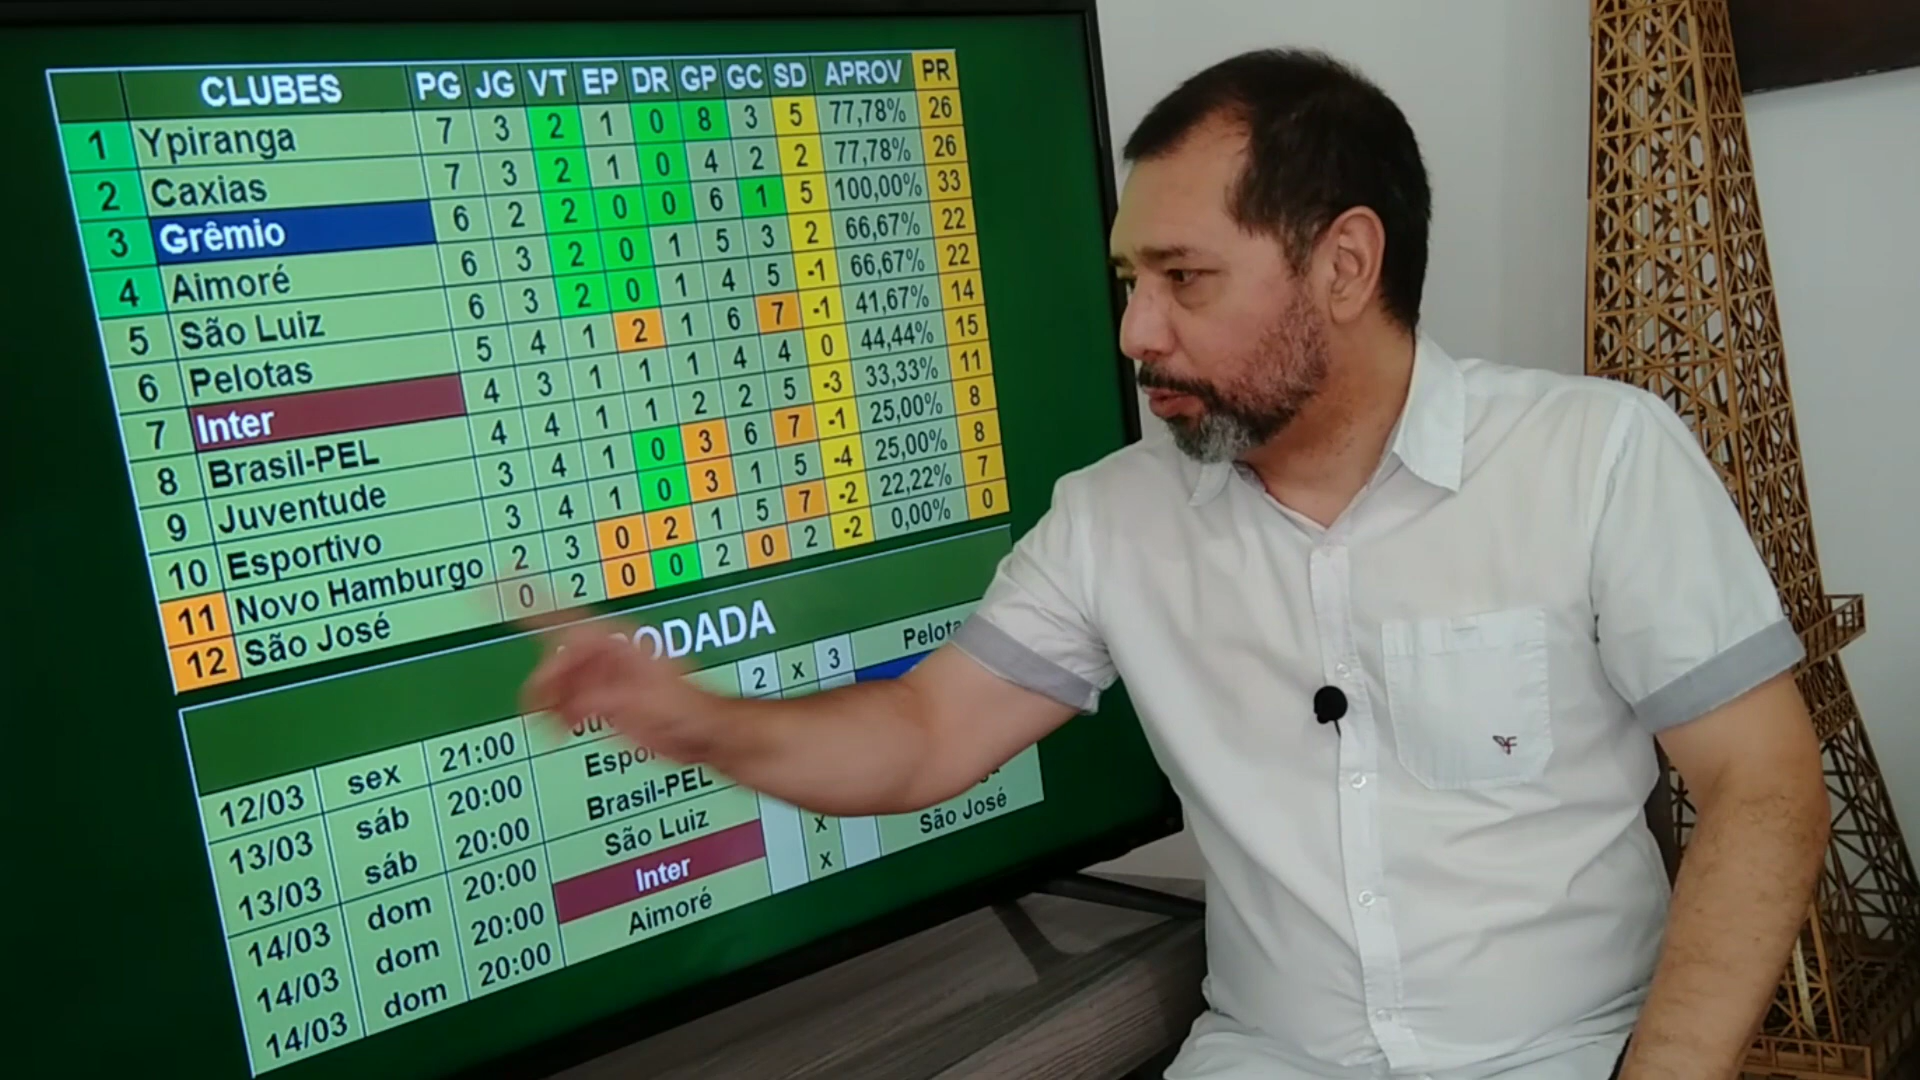 CLUBES PG JG VT EP DR GP GC SD APROV PR
1 Ypiranga 7 3 2 1 0 8 3 5 77,78% 26
2 Caxias 7 3 2 1 0 4 2 2 77,78% 26
3 Grêmio 6 2 2 0 0 6 1 5 100,00% 33
4 Aimoré 6 3 2 0 1 5 3 2 66,67% 22
5 São Luiz 6 3 2 0 1 4 5 -1 66,67% 22
6 Pelotas 5 4 1 2 1 6 7 -1 41,67% 14
7 Inter 4 3 1 1 1 4 4 0 44,44% 15
8 Brasil-PEL 4 4 1 1 2 2 5 -3 33,33% 11
9 Juventude 3 4 1 0 3 6 7 -1 25,00% 8
10 Esportivo 3 4 1 0 3 1 5 -4 25,00% 8
11 Novo Hamburgo 2 3 0 2 1 5 7 -2 22,22% 7
12 São José 0 2 0 0 2 0 2 -2 0,00% 0
RODADA
12/03 sex 21:00 2 x 3 Pelotas
13/03 sáb 20:00
13/03 sáb 20:00 Brasil-PEL
14/03 dom 20:00 São Luiz
14/03 dom 20:00 Inter x
14/03 dom 20:00 Aimoré x São José